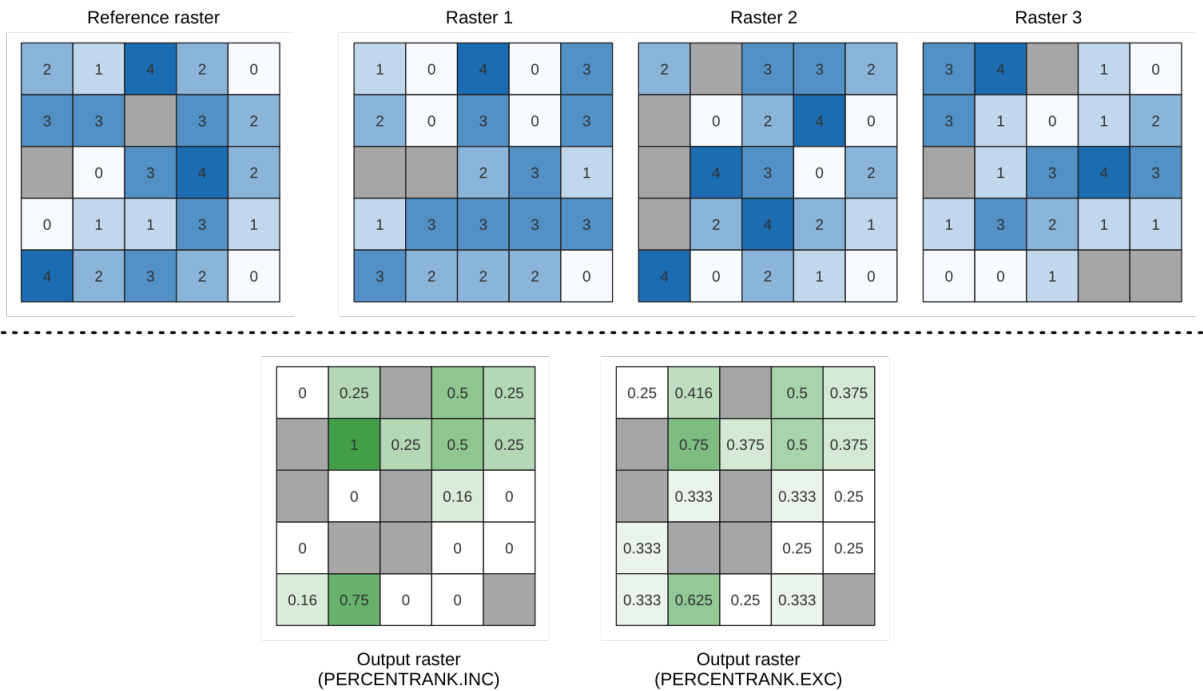 Reference raster Raster 1 Raster 2 Raster 3
2 1 4 2 0 1 0 4 0 3 2 3 3 2 3 4 1 0
3 3 3 2 2 0 3 0 3 0 2 4 0 3 1 0 1 2
0 3 4 2 2 3 1 4 3 0 2 1 3 4 3
0 1 1 3 1 1 3 3 3 3 2 4 2 1 1 3 2 1 1
4 2 3 2 0 3 2 2 2 0 4 0 2 1 0 0 0 1
0 0.25 0.5 0.25 0.25 0.416 0.5 0.375
1 0.25 0.5 0.25 0.75 0.375 0.5 0.375
0 0.16 0 0.333 0.333 0.25
0 0 0 0.333 0.25 0.25
0.16 0.75 0 0 0.333 0.625 0.25 0.333
Output raster Output raster
(PERCENTRANK.INC) (PERCENTRANK.EXC)